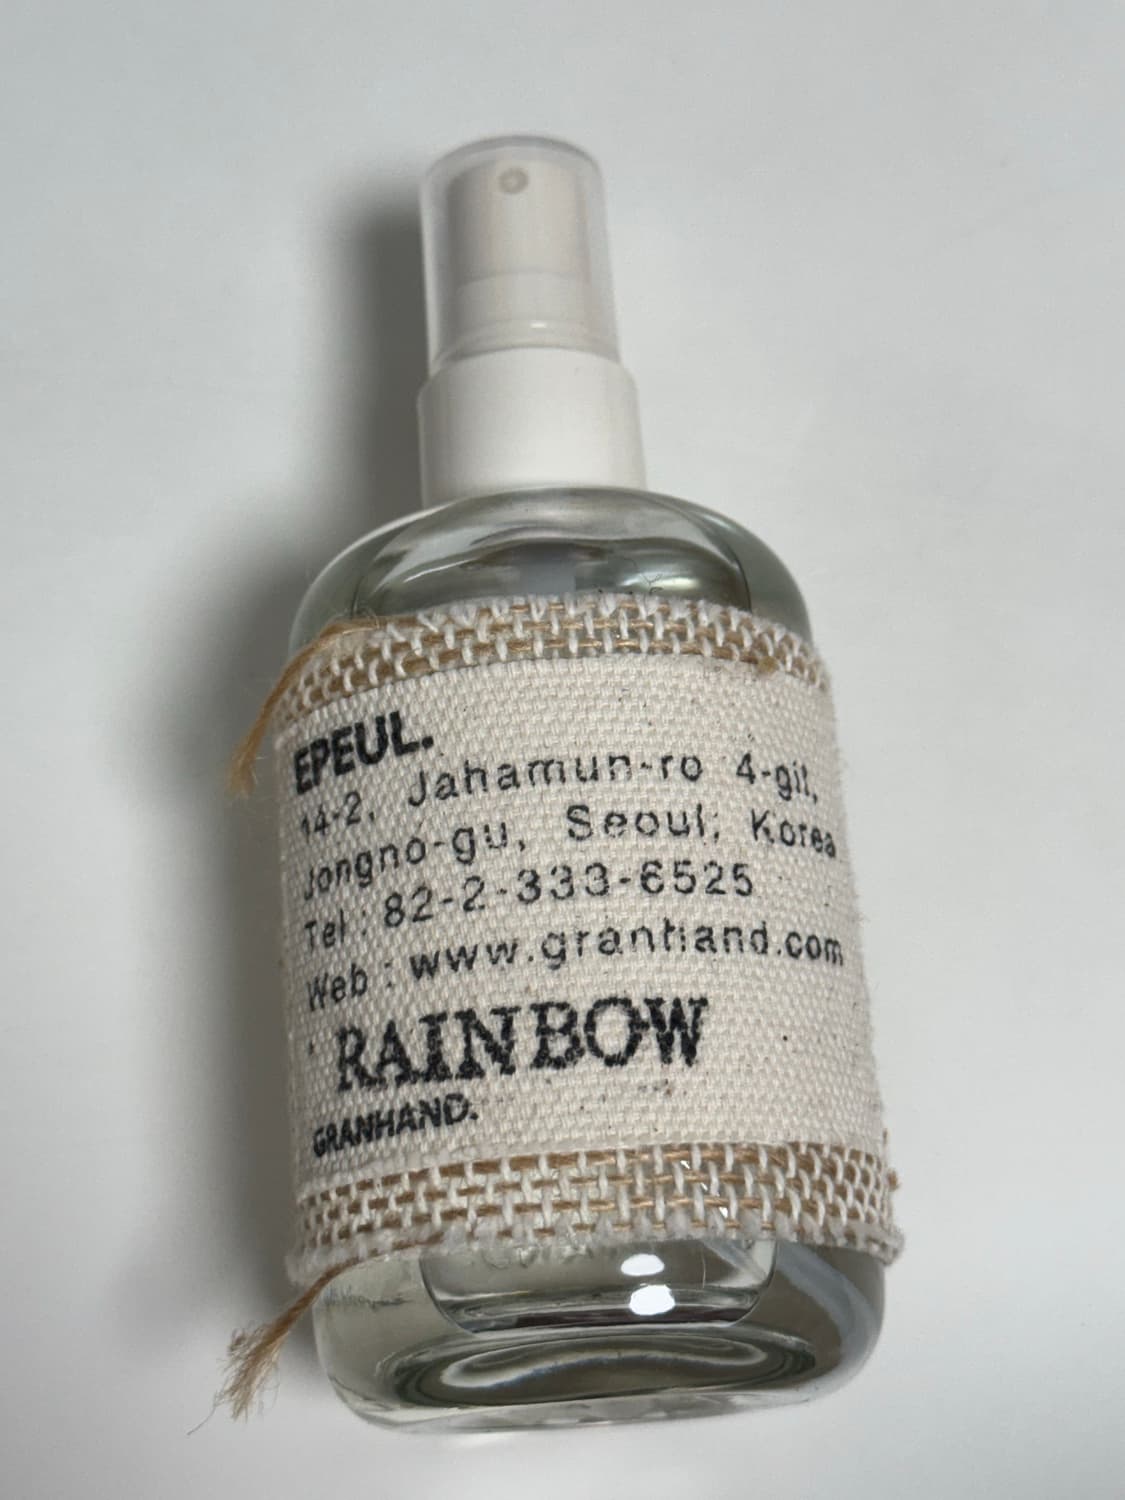 EPEUL.
14-2, Jahamun-ro 4-gil,
Jongno-gu, Seoul, Korea
Tel : 82-2-333-6525
Web : www.granhand.com
RAINBOW
GRANHAND.